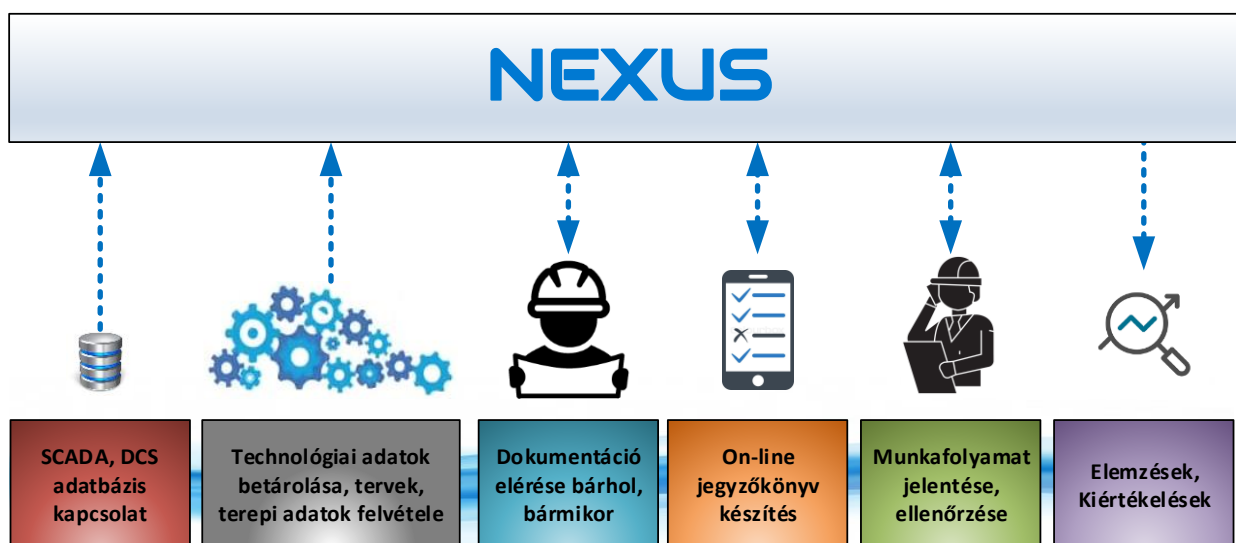 NEXUS
SCADA, DCS
adatbázis
kapcsolat
Technológiai adatok
betárolása, tervek,
terepi adatok felvétele
Dokumentáció
elérése bárhol,
bármikor
On-line
jegyzőkönyv
készítés
Munkafolyamat
jelentése,
ellenőrzése
Elemzések,
Kiértékelések